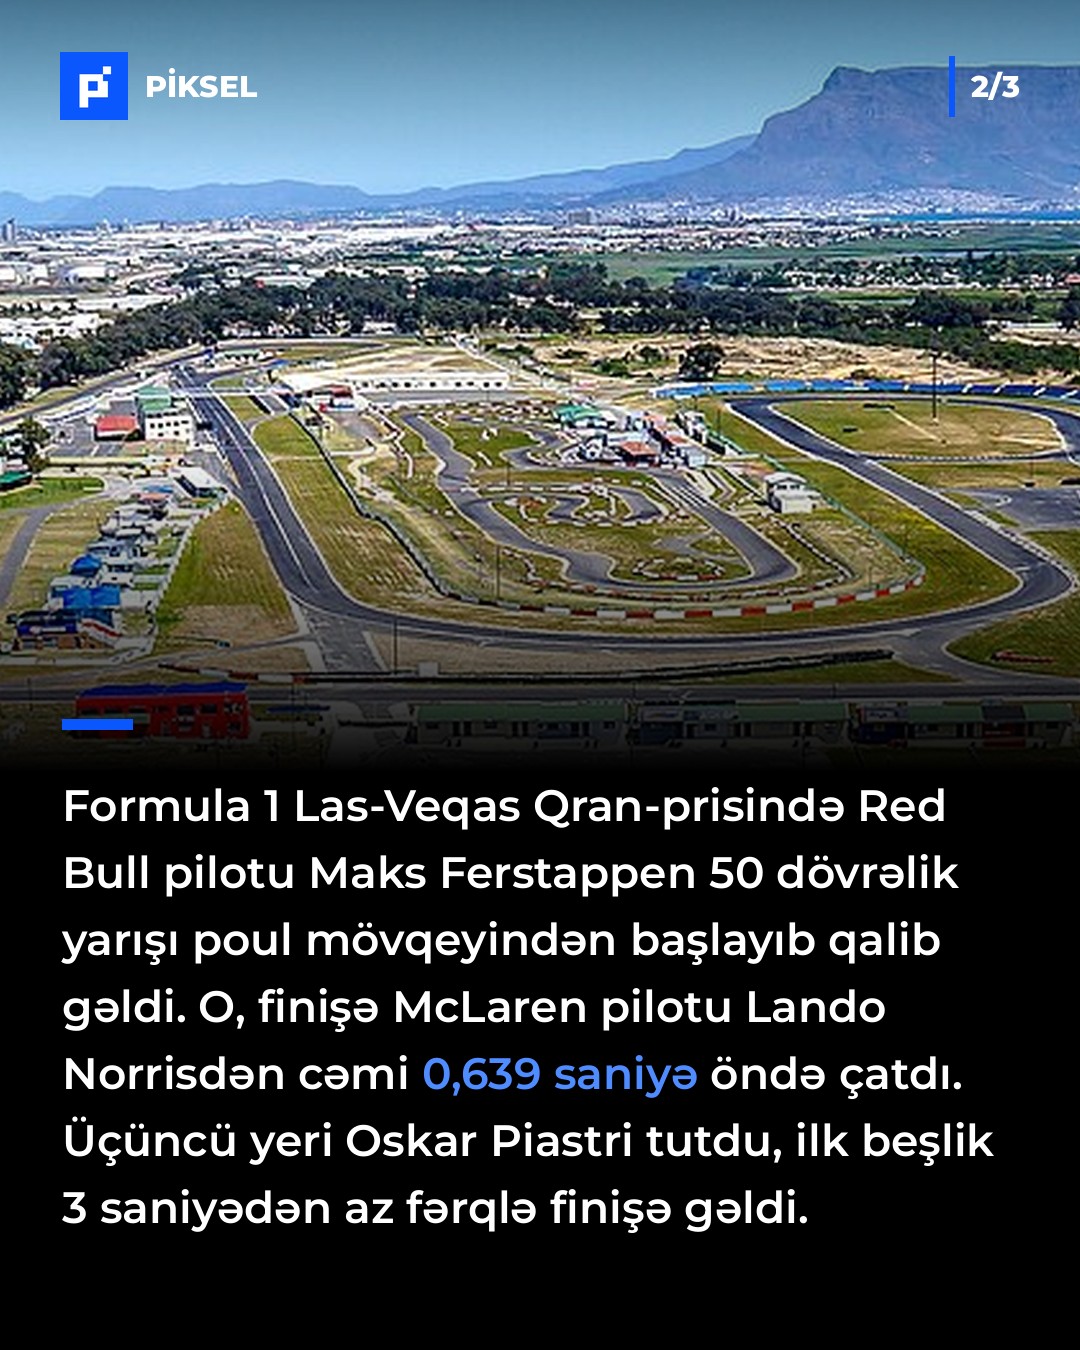 PİKSEL
2/3
Formula 1 Las-Veqas Qran-prisində Red
Bull pilotu Maks Ferstappen 50 dövrəlik
yarışı poul mövqeyindən başlayıb qalib
gəldi. O, finişə McLaren pilotu Lando
Norrisdən cəmi 0,639 saniyə öndə çatdı.
Üçüncü yeri Oskar Piastri tutdu, ilk beşlik
3 saniyədən az fərqlə finişə gəldi.